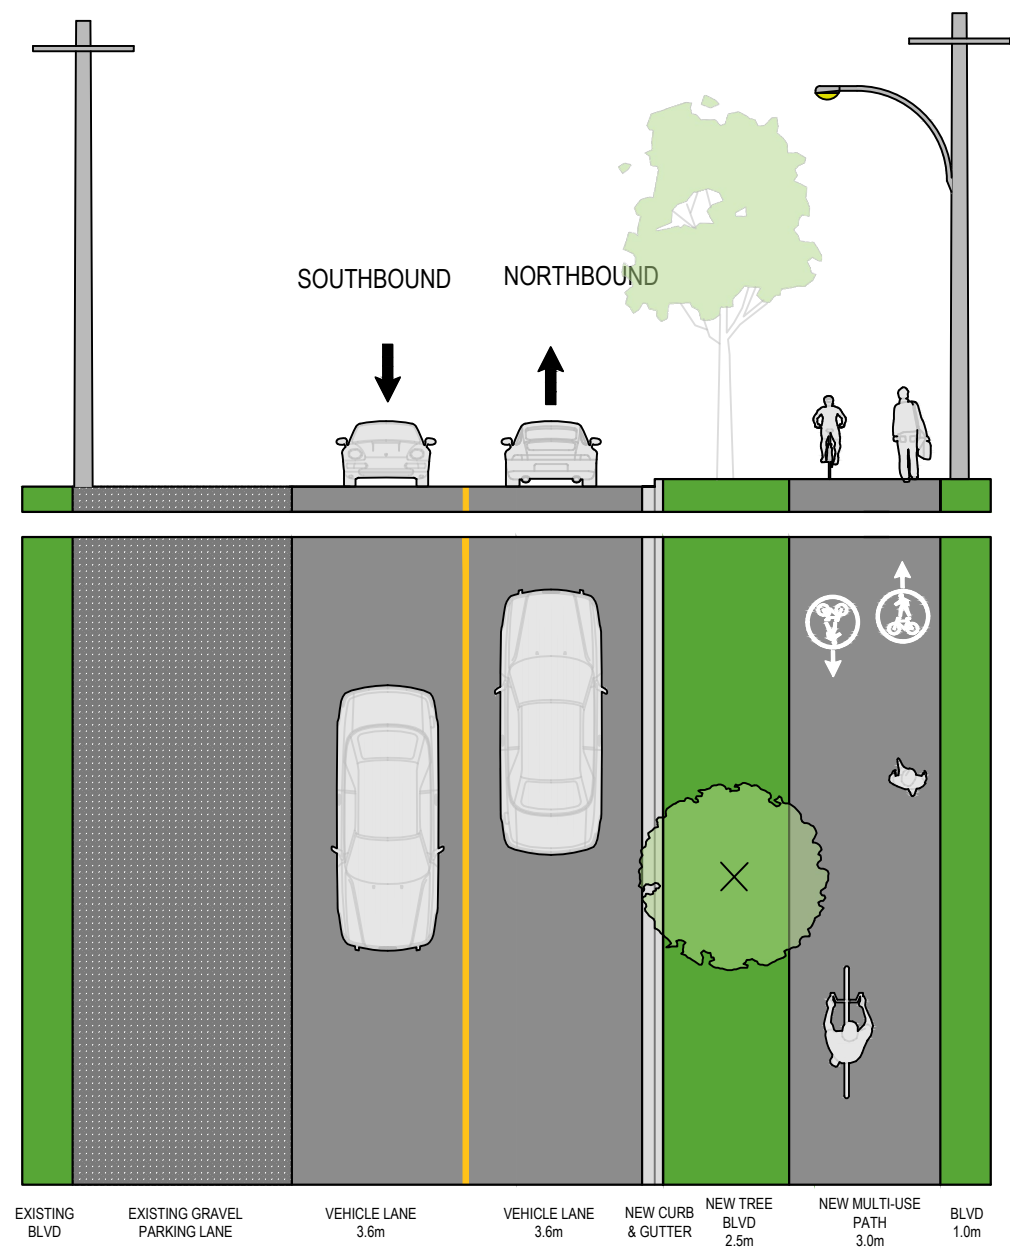 SOUTHBOUND
NORTHBOUND
EXISTING
BLVD
EXISTING GRAVEL
PARKING LANE
VEHICLE LANE
3.6m
VEHICLE LANE
3.6m
NEW CURB
& GUTTER
NEW TREE
BLVD
2.5m
NEW MULTI-USE
PATH
3.0m
BLVD
1.0m